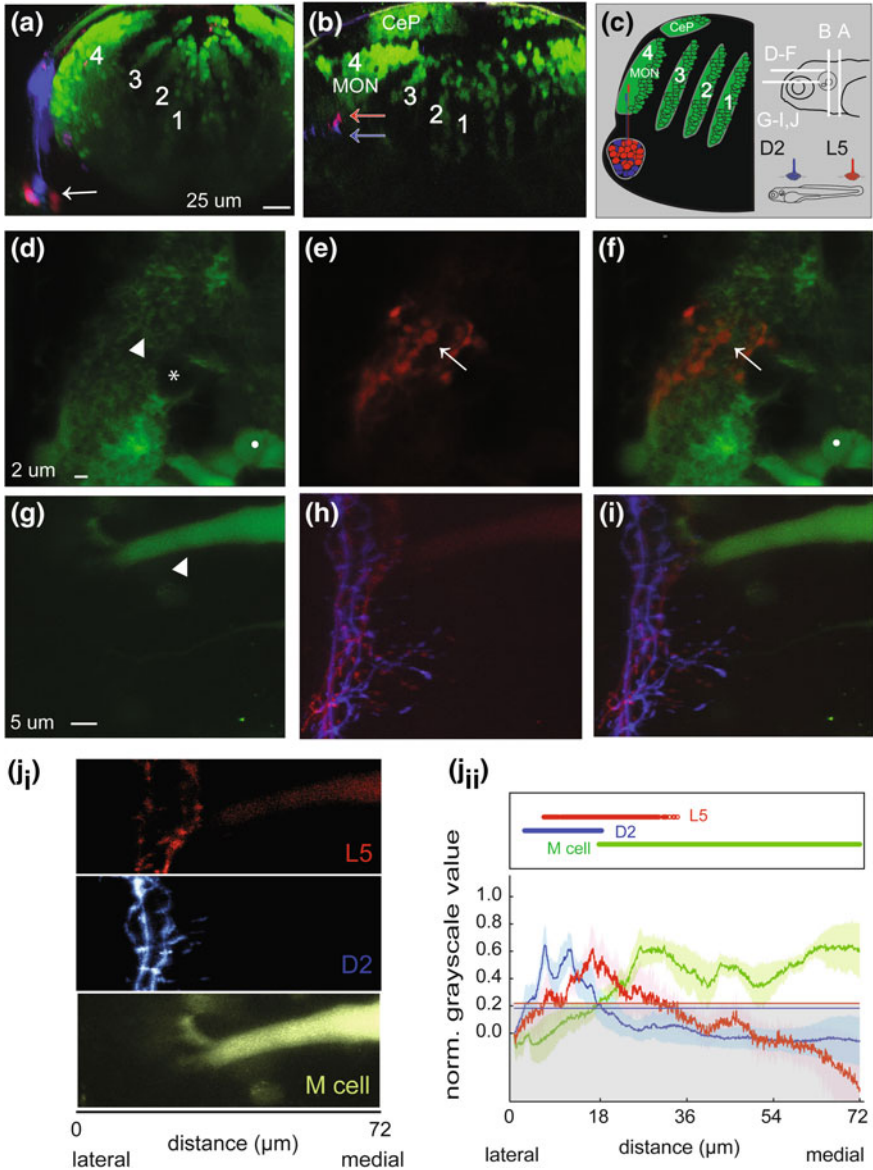 (a)
4
3
2
1
25 um
(b)
CeP
4
MON
3
2
1
(c)
CeP
4
MON
3
2
1
B A
D-F
G-I,J
D2
L5
(d)
*
2 um
(e)
(f)
(g)
5 um
(h)
(i)
(ji)
L5
D2
M cell
0
72
distance (µm)
lateral
medial
(jii)
L5
D2
M cell
norm. grayscale value
1.0
0.8
0.6
0.4
0.2
0.0
0 18 36 54 72
distance (µm)
lateral
medial